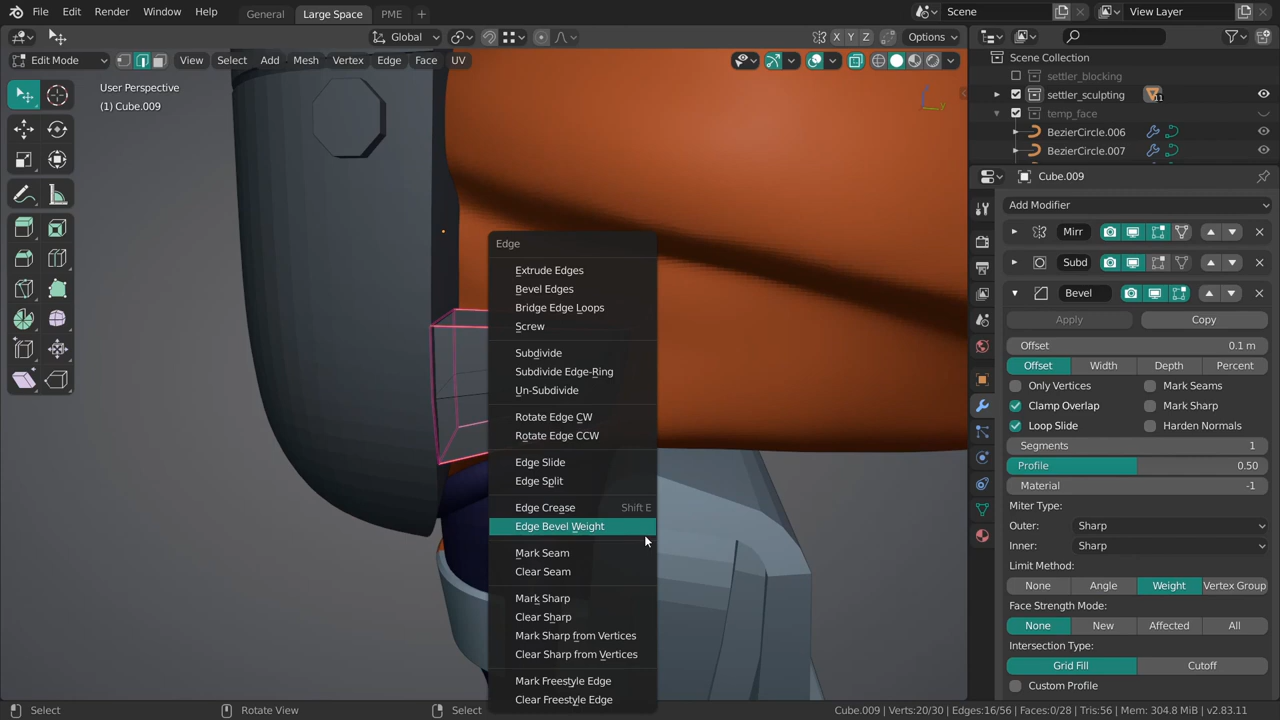 File Edit Render Window Help General Large Space PME + Scene View Layer
Global X Y Z Options
Edit Mode View Select Add Mesh Vertex Edge Face UV
User Perspective
(1) Cube.009
y
Scene Collection
settler_blocking
settler_sculpting 11
temp_face
BezierCircle.006
BezierCircle.007
Cube.009
Add Modifier
Mirr
Subd
Bevel
Apply Copy
Offset 0.1 m
Offset Width Depth Percent
Only Vertices Mark Seams
Clamp Overlap Mark Sharp
Loop Slide Harden Normals
Segments 1
Profile 0.50
Material -1
Miter Type:
Outer: Sharp
Inner: Sharp
Limit Method:
None Angle Weight Vertex Group
Face Strength Mode:
None New Affected All
Intersection Type:
Grid Fill Cutoff
Custom Profile
Edge
Extrude Edges
Bevel Edges
Bridge Edge Loops
Screw
Subdivide
Subdivide Edge-Ring
Un-Subdivide
Rotate Edge CW
Rotate Edge CCW
Edge Slide
Edge Split
Edge Crease Shift E
Edge Bevel Weight
Mark Seam
Clear Seam
Mark Sharp
Clear Sharp
Mark Sharp from Vertices
Clear Sharp from Vertices
Mark Freestyle Edge
Clear Freestyle Edge
Select Rotate View Select Cube.009 | Verts:20/30 | Edges:16/56 | Faces:0/28 | Tris:56 | Mem: 304.8 MiB | v2.83.11